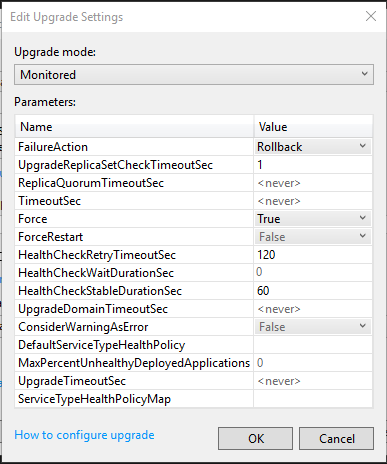 Edit Upgrade Settings
Upgrade mode:
Monitored
Parameters:
Name Value
FailureAction Rollback
UpgradeReplicaSetCheckTimeoutSec 1
ReplicaQuorumTimeoutSec <never>
TimeoutSec <never>
Force True
ForceRestart False
HealthCheckRetryTimeoutSec 120
HealthCheckWaitDurationSec 0
HealthCheckStableDurationSec 60
UpgradeDomainTimeoutSec <never>
ConsiderWarningAsError False
DefaultServiceTypeHealthPolicy
MaxPercentUnhealthyDeployedApplications 0
UpgradeTimeoutSec <never>
ServiceTypeHealthPolicyMap
How to configure upgrade OK Cancel